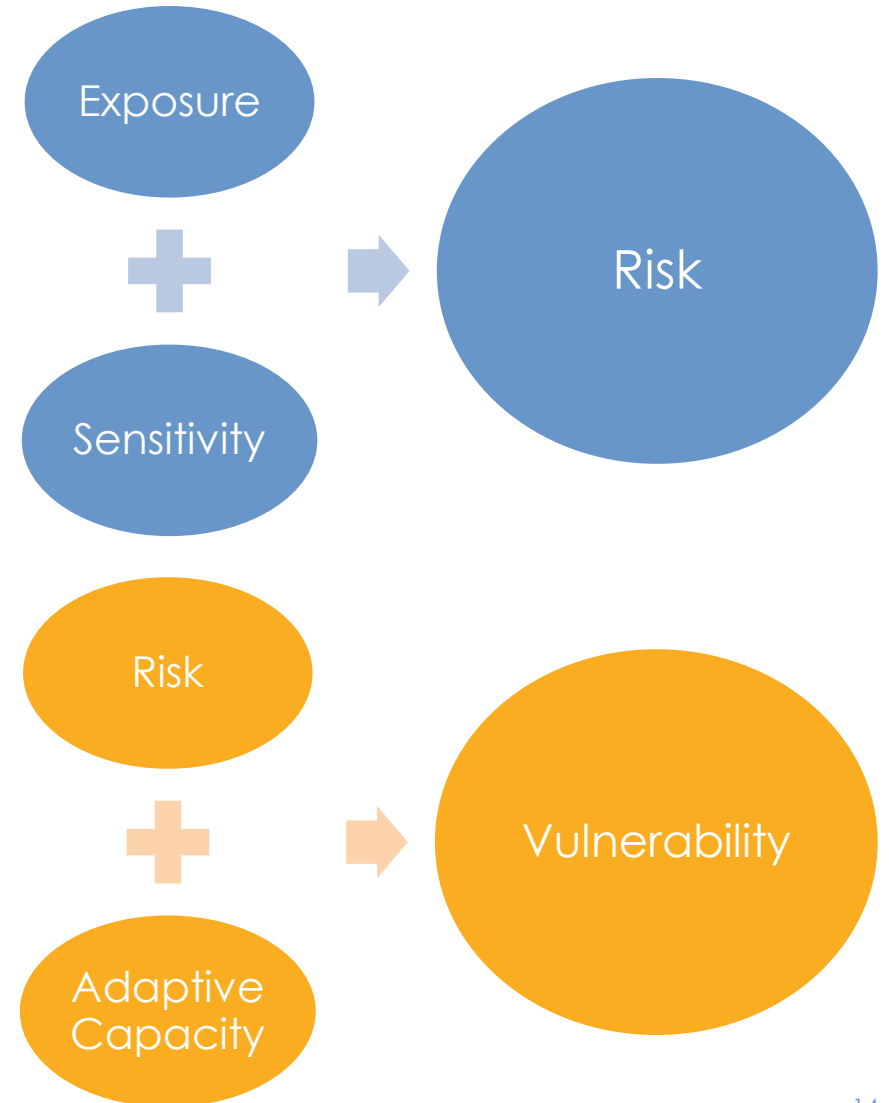 Exposure
Risk
Sensitivity
Risk
Vulnerability
Adaptive
Capacity